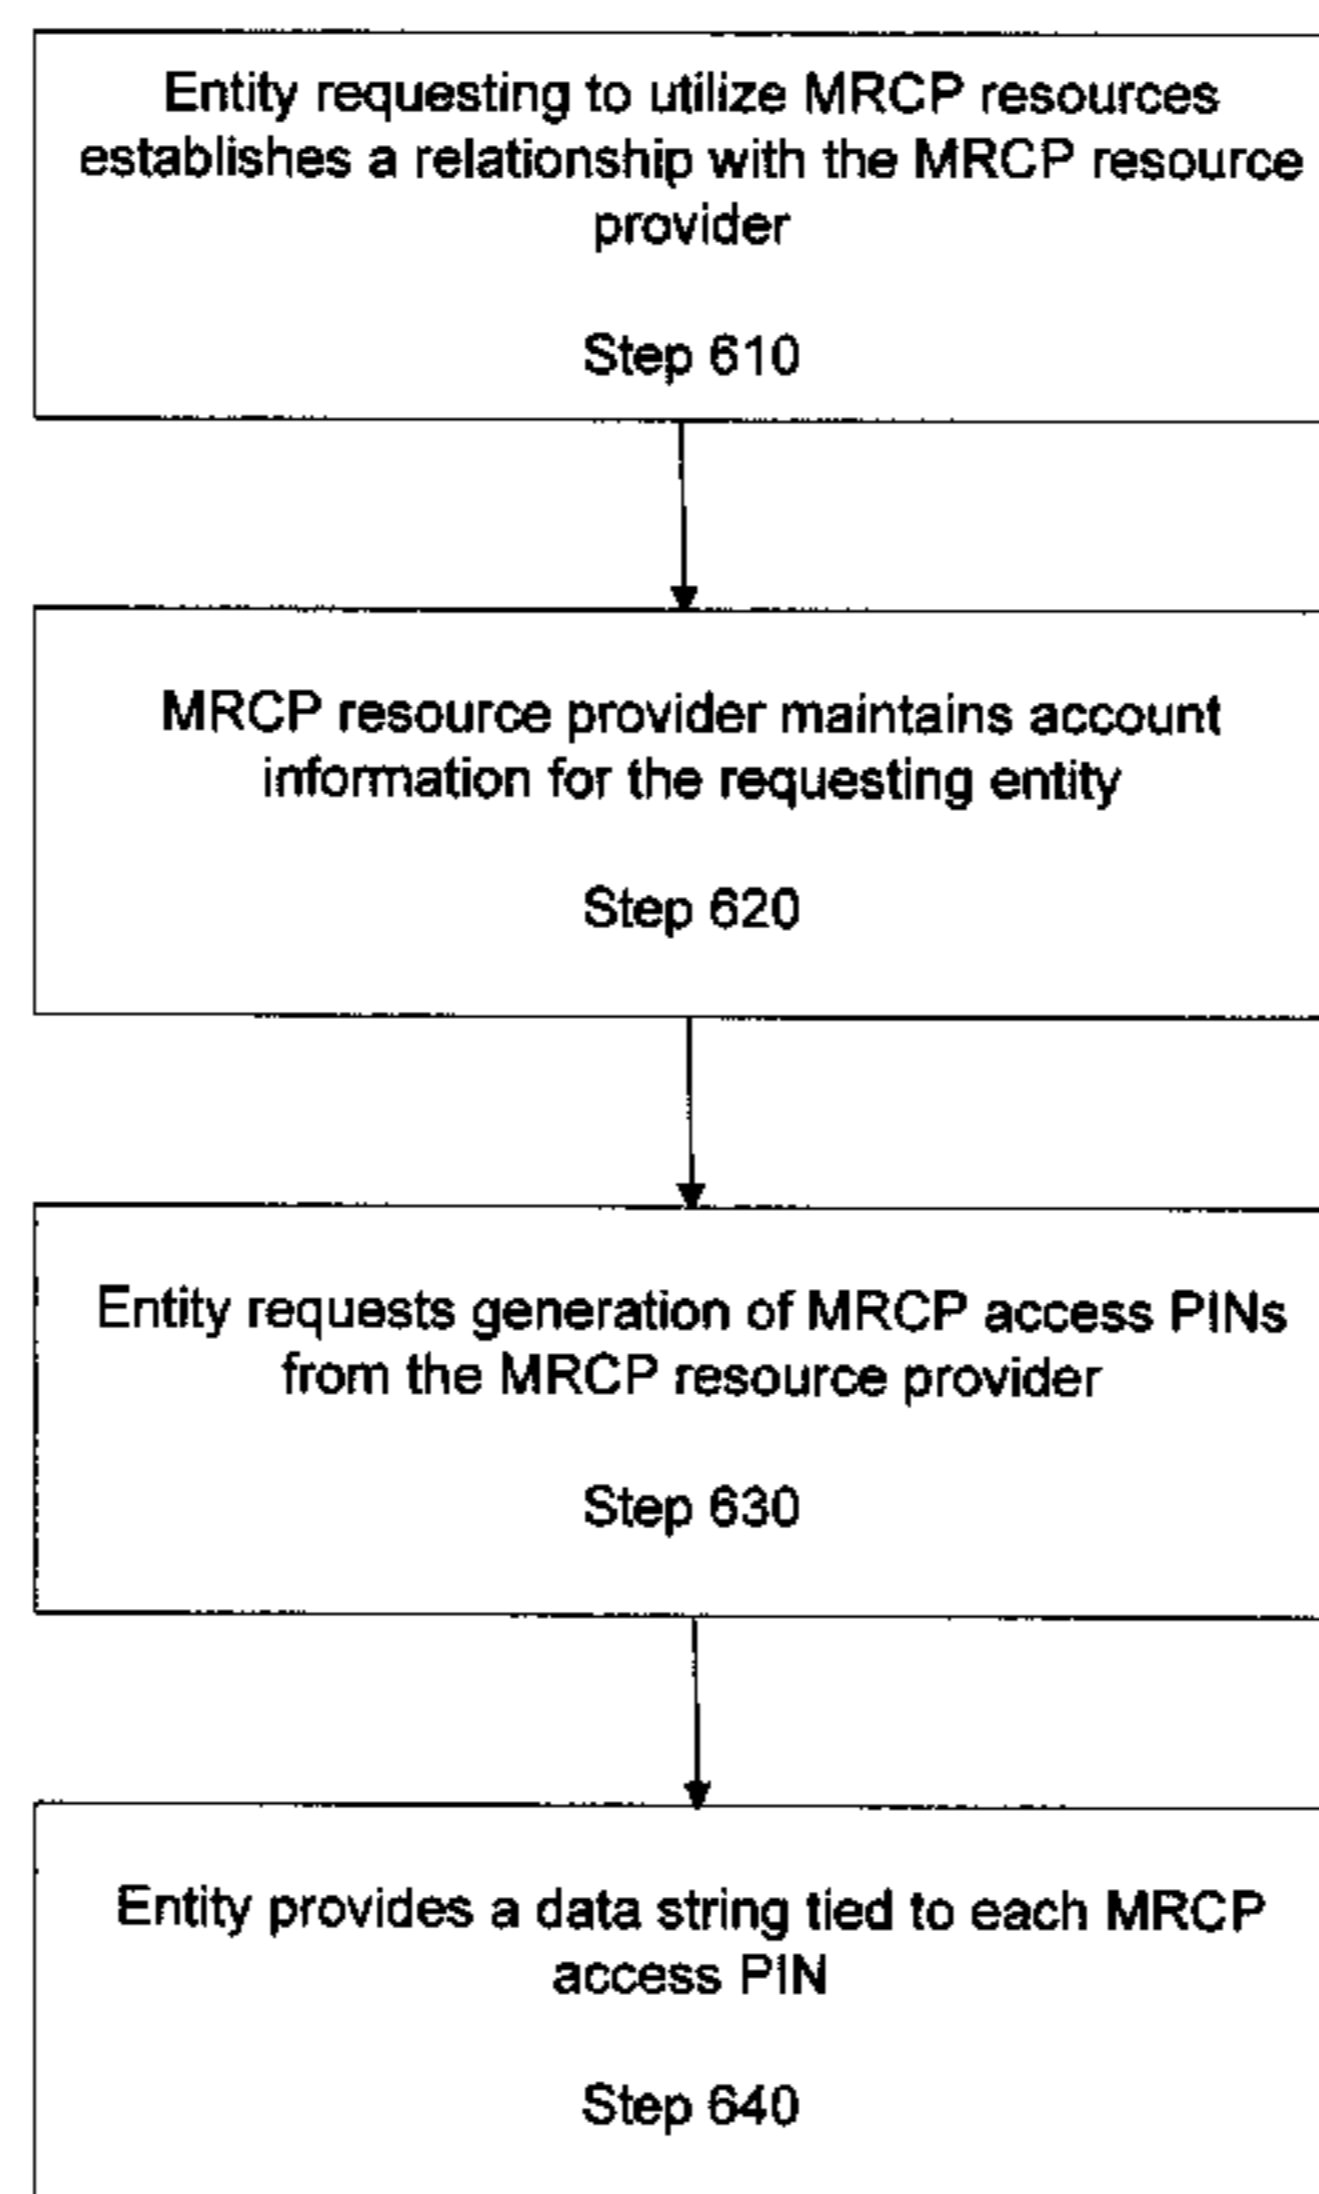 Entity requesting to utilize MRCP resources
establishes a relationship with the MRCP resource
provider
Step 610
MRCP resource provider maintains account
information for the requesting entity
Step 620
Entity requests generation of MRCP access PINs
from the MRCP resource provider
Step 630
Entity provides a data string tied to each MRCP
access PIN
Step 640